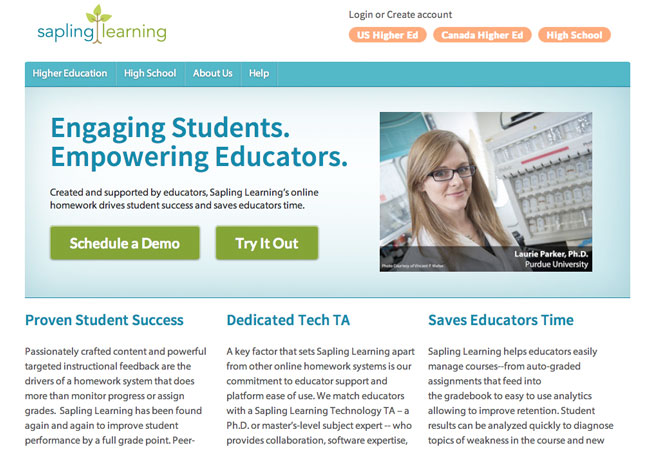 sapling learning
Login or Create account
US Higher Ed
Canada Higher Ed
High School
Higher Education
High School
About Us
Help
Engaging Students.
Empowering Educators.
Created and supported by educators, Sapling Learning's online
homework drives student success and saves educators time.
Schedule a Demo
Try It Out
Laurie Parker, Ph.D.
Purdue University
Proven Student Success
Passionately crafted content and powerful
targeted instructional feedback are the
drivers of a homework system that does
more than monitor progress or assign
grades. Sapling Learning has been found
again and again to improve student
performance by a full grade point. Peer-
Dedicated Tech TA
A key factor that sets Sapling Learning apart
from other online homework systems is our
commitment to educator support and
platform ease of use. We match educators
with a Sapling Learning Technology TA – a
Ph.D. or master's-level subject expert -- who
provides collaboration, software expertise,
Saves Educators Time
Sapling Learning helps educators easily
manage courses--from auto-graded
assignments that feed into
the gradebook to easy to use analytics
allowing to improve retention. Student
results can be analyzed quickly to diagnose
topics of weakness in the course and new